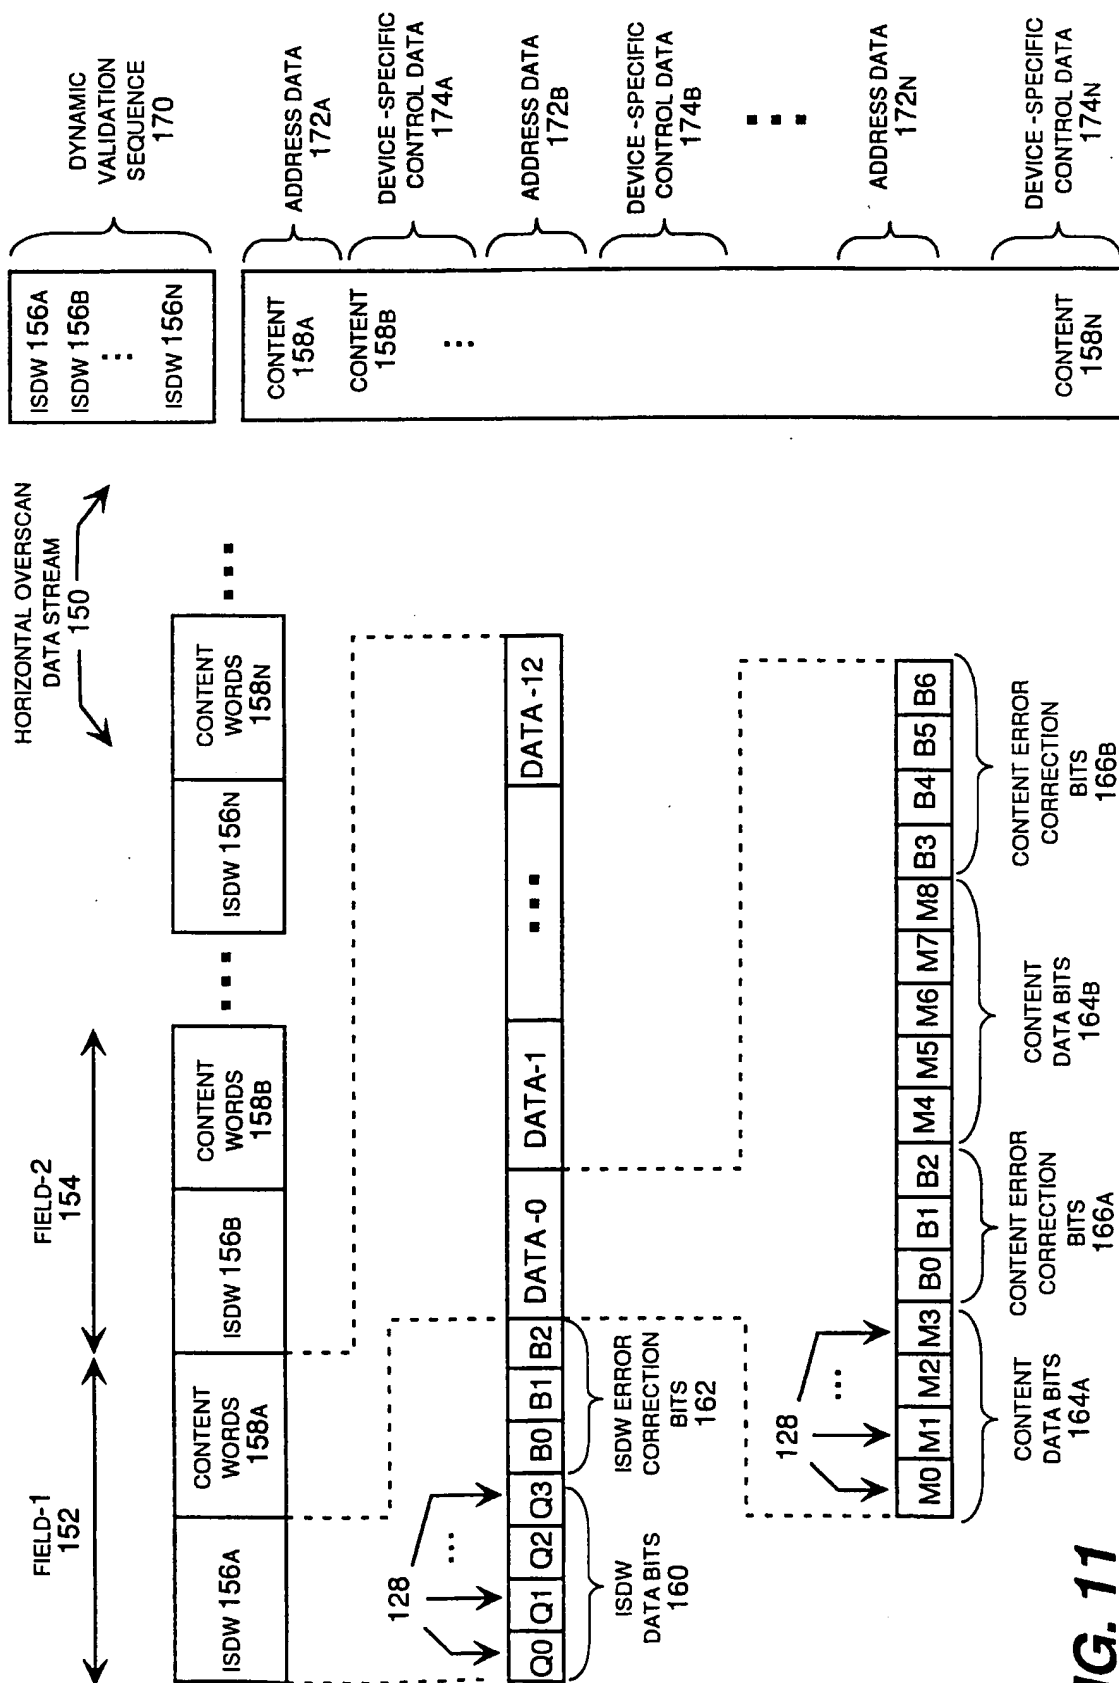 HORIZONTAL OVERSCAN
DATA STREAM
150
FIELD-1
152
FIELD-2
154
ISDW 156A
CONTENT
WORDS
158A
ISDW 156B
CONTENT
WORDS
158B
ISDW 156N
CONTENT
WORDS
158N
128
Q0 Q1 Q2 Q3 B0 B1 B2 DATA-0 DATA-1 DATA-12
ISDW
DATA BITS
160
ISDW ERROR
CORRECTION
BITS
162
128
M0 M1 M2 M3 B0 B1 B2 M4 M5 M6 M7 M8 B3 B4 B5 B6
CONTENT
DATA BITS
164A
CONTENT ERROR
CORRECTION
BITS
166A
CONTENT
DATA BITS
164B
CONTENT ERROR
CORRECTION
BITS
166B
ISDW 156A
ISDW 156B
ISDW 156N
DYNAMIC
VALIDATION
SEQUENCE
170
CONTENT
158A
CONTENT
158B
CONTENT
158N
ADDRESS DATA
172A
DEVICE-SPECIFIC
CONTROL DATA
174A
ADDRESS DATA
172B
DEVICE-SPECIFIC
CONTROL DATA
174B
ADDRESS DATA
172N
DEVICE-SPECIFIC
CONTROL DATA
174N
FIG. 11